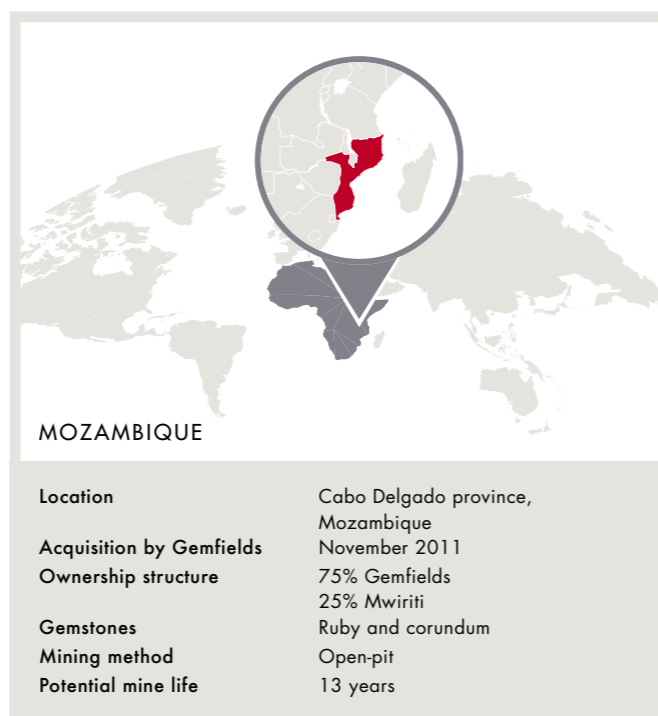 MOZAMBIQUE
Location Cabo Delgado province,
Mozambique
Acquisition by Gemfields November 2011
Ownership structure 75% Gemfields
25% Mwiriti
Gemstones Ruby and corundum
Mining method Open-pit
Potential mine life 13 years